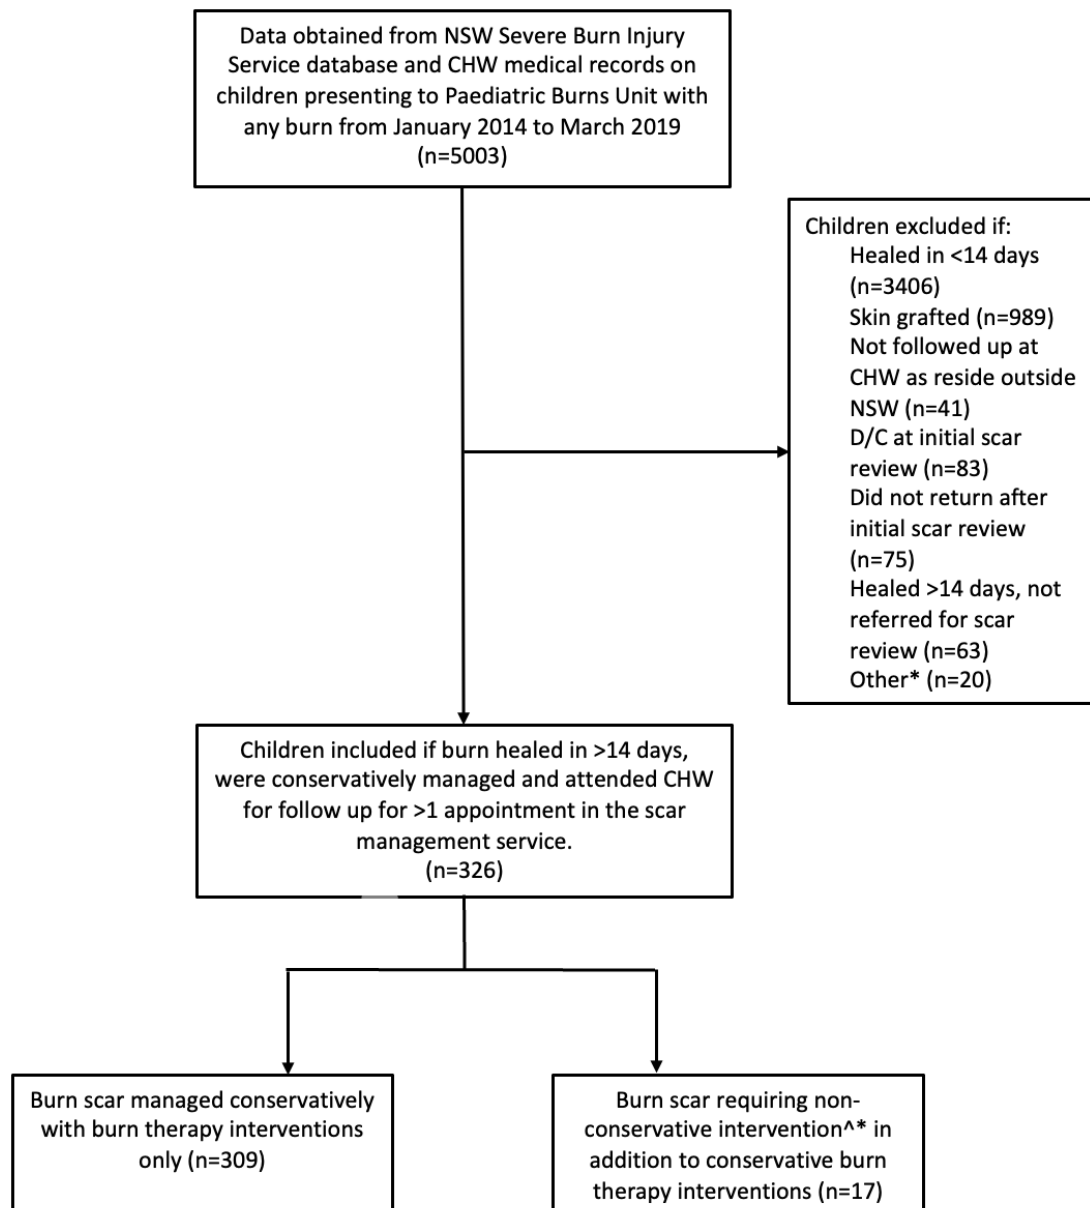 Data obtained from NSW Severe Burn Injury
Service database and CHW medical records on
children presenting to Paediatric Burns Unit with
any burn from January 2014 to March 2019
(n=5003)
Children excluded if:
Healed in <14 days
(n=3406)
Skin grafted (n=989)
Not followed up at
CHW as reside outside
NSW (n=41)
D/C at initial scar
review (n=83)
Did not return after
initial scar review
(n=75)
Healed >14 days, not
referred for scar
review (n=63)
Other* (n=20)
Children included if burn healed in >14 days,
were conservatively managed and attended CHW
for follow up for >1 appointment in the scar
management service.
(n=326)
Burn scar managed conservatively
with burn therapy interventions
only (n=309)
Burn scar requiring non-
conservative intervention^* in
addition to conservative burn
therapy interventions (n=17)